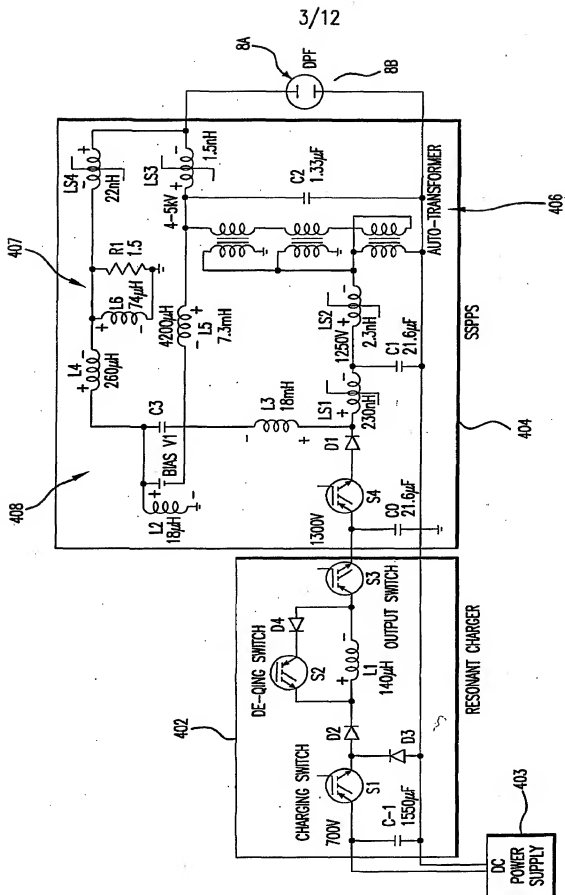 3/12
8A
DPF
8B
407
408
LS4
22nH
LS3
1.5nH
4-5kV
C2
1.33μF
R1
1.5
L6
74μH
L4
260μH
4200μH
L5
7.3mH
C3
BIAS V1
L2
18μH
L3
18mH
AUTO-TRANSFORMER
406
LS2
2.3nH
1250V
C1
21.6μF
LS1
230nH
D1
S4
1300V
C0
21.6μF
SSPPS
404
402
CHARGING SWITCH
700V
S1
C-1
1550μF
D2
D3
DE-QING SWITCH
S2
D4
L1
140μH
OUTPUT SWITCH
S3
RESONANT CHARGER
403
DC
POWER
SUPPLY